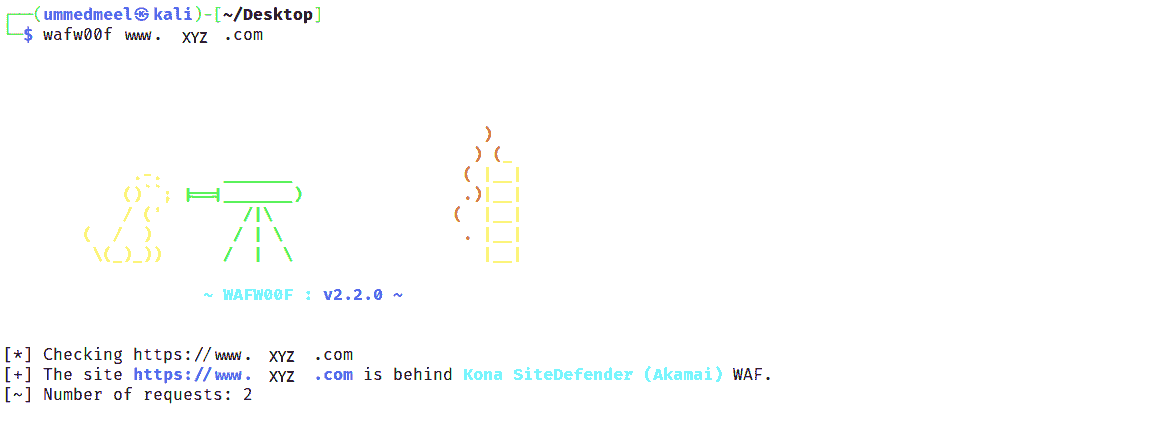 ┌──(ummedmeel㉿kali)-[~/Desktop]
└─$ wafw00f www. XYZ .com
~ WAFW00F : v2.2.0 ~
[*] Checking https://www. XYZ .com
[+] The site https://www. XYZ .com is behind Kona SiteDefender (Akamai) WAF.
[~] Number of requests: 2